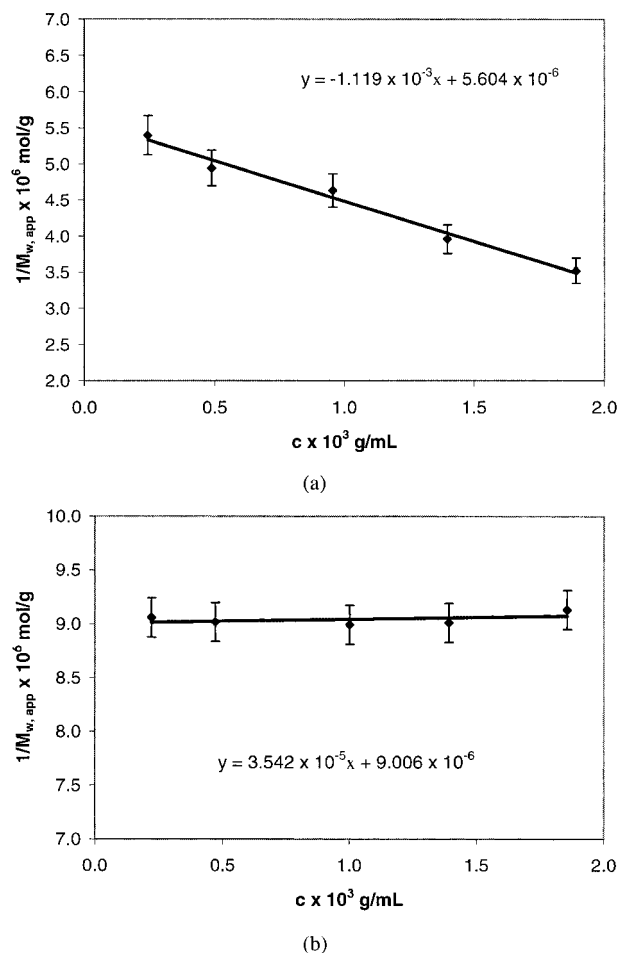 7.0
6.5
6.0
5.5
5.0
4.5
4.0
3.5
3.0
2.5
2.0
1/Mw, app x 10⁶ mol/g
y = -1.119 x 10⁻³x + 5.604 x 10⁻⁶
0.0 0.5 1.0 1.5 2.0
c x 10³ g/mL
(a)
10.0
9.5
9.0
8.5
8.0
7.5
7.0
1/Mw, app x 10⁶ mol/g
y = 3.542 x 10⁻⁵x + 9.006 x 10⁻⁶
0.0 0.5 1.0 1.5 2.0
c x 10³ g/mL
(b)